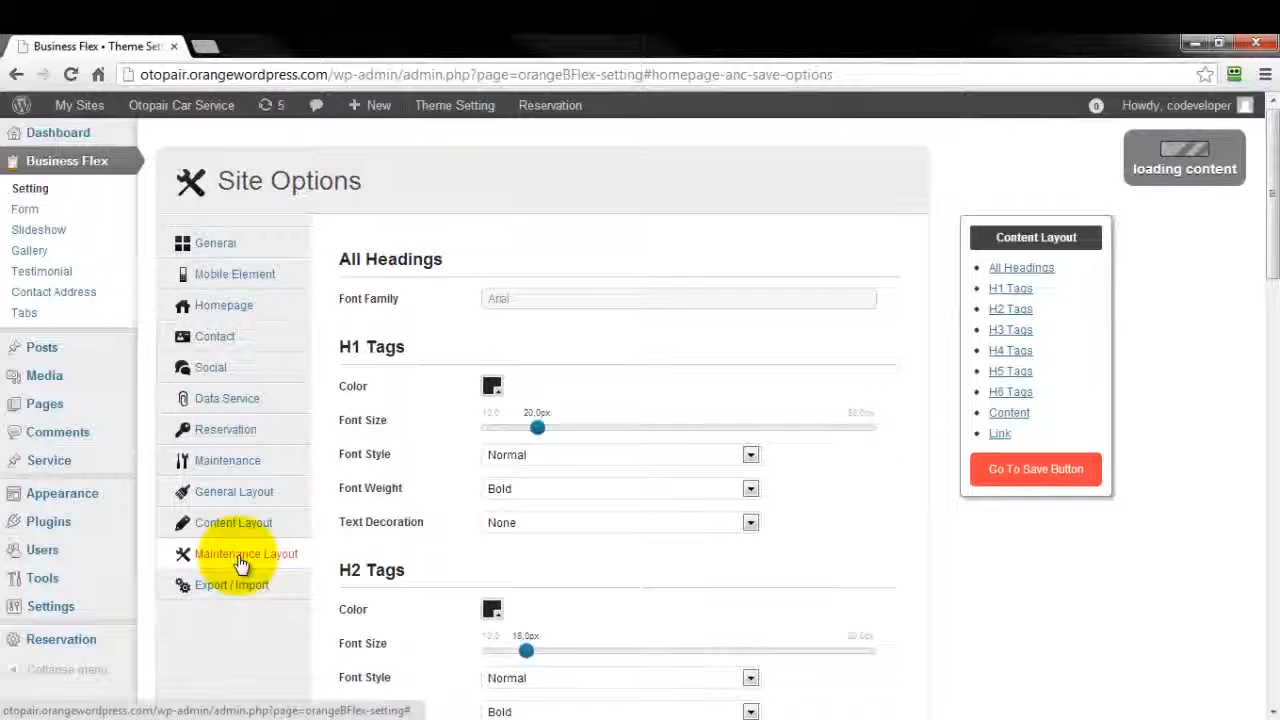 Business Flex • Theme Set
otopair.orangewordpress.com/wp-admin/admin.php?page=orangeBFlex-setting#homepage-anc-save-options
My Sites Otopair Car Service 5 New Theme Setting Reservation 0 Howdy, codeveloper
Dashboard
Business Flex
Setting
Form
Slideshow
Gallery
Testimonial
Contact Address
Tabs
Posts
Media
Pages
Comments
Service
Appearance
Plugins
Users
Tools
Settings
Reservation
Collapse menu
Site Options
General
Mobile Element
Homepage
Contact
Social
Data Service
Reservation
Maintenance
General Layout
Content Layout
Maintenance Layout
Export / Import
All Headings
Font Family Arial
H1 Tags
Color
10.0 20.0px
Font Size
Font Style Normal
Font Weight Bold
Text Decoration None
H2 Tags
Color
10.0 18.0px
Font Size
Font Style Normal
Bold
loading content
Content Layout
All Headings
H1 Tags
H2 Tags
H3 Tags
H4 Tags
H5 Tags
H6 Tags
Content
Link
Go To Save Button
otopair.orangewordpress.com/wp-admin/admin.php?page=orangeBFlex-setting#